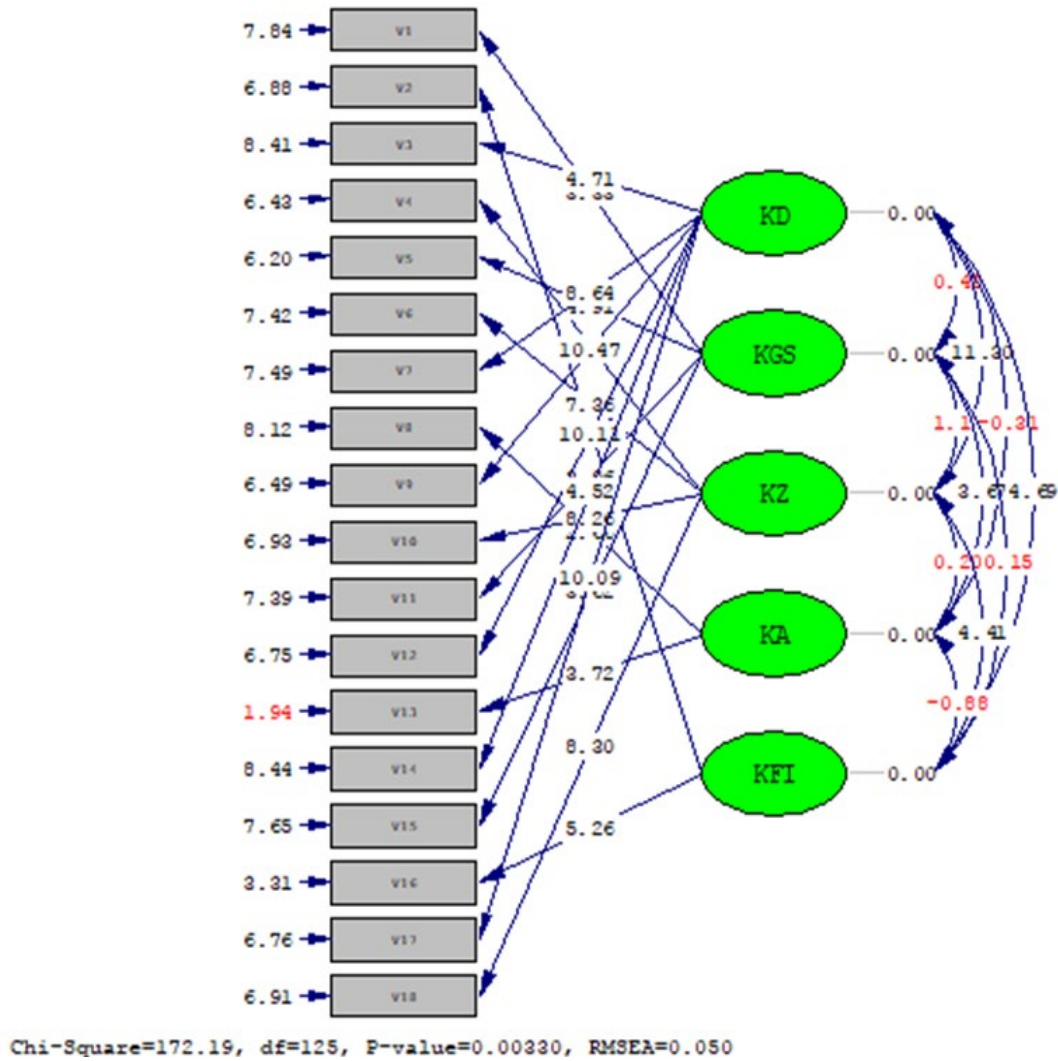 7.84 V1
6.88 V2
8.41 V3
6.43 V4
6.20 V5
7.42 V6
7.49 V7
8.12 V8
6.49 V9
6.93 V10
7.39 V11
6.75 V12
1.94 V13
8.44 V14
7.65 V15
3.31 V16
6.76 V17
6.91 V18
4.71
8.64
10.47
7.36
10.11
4.52
8.26
10.09
3.72
8.30
5.26
KD 0.00
KGS 0.00
KZ 0.00
KA 0.00
KFI 0.00
11.30
-0.31
3.67
4.69
0.20
0.15
4.41
-0.88
Chi-Square=172.19, df=125, P-value=0.00330, RMSEA=0.050